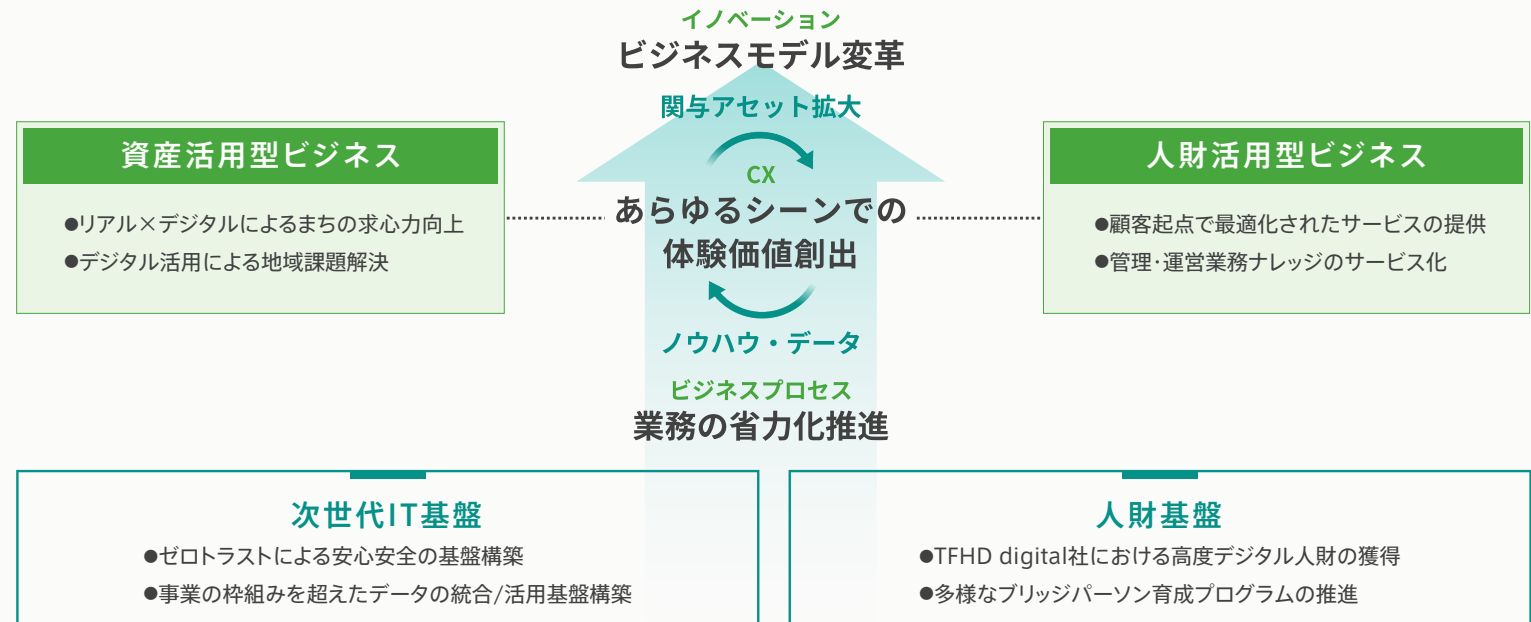 イノベーション
ビジネスモデル変革
関与アセット拡大
資産活用型ビジネス
●リアル×デジタルによるまちの求心力向上
●デジタル活用による地域課題解決
CX
あらゆるシーンでの
体験価値創出
人財活用型ビジネス
●顧客起点で最適化されたサービスの提供
●管理･運営業務ナレッジのサービス化
ノウハウ・データ
ビジネスプロセス
業務の省力化推進
次世代IT基盤
●ゼロトラストによる安心安全の基盤構築
●事業の枠組みを超えたデータの統合/活用基盤構築
人財基盤
●TFHD digital社における高度デジタル人財の獲得
●多様なブリッジパーソン育成プログラムの推進